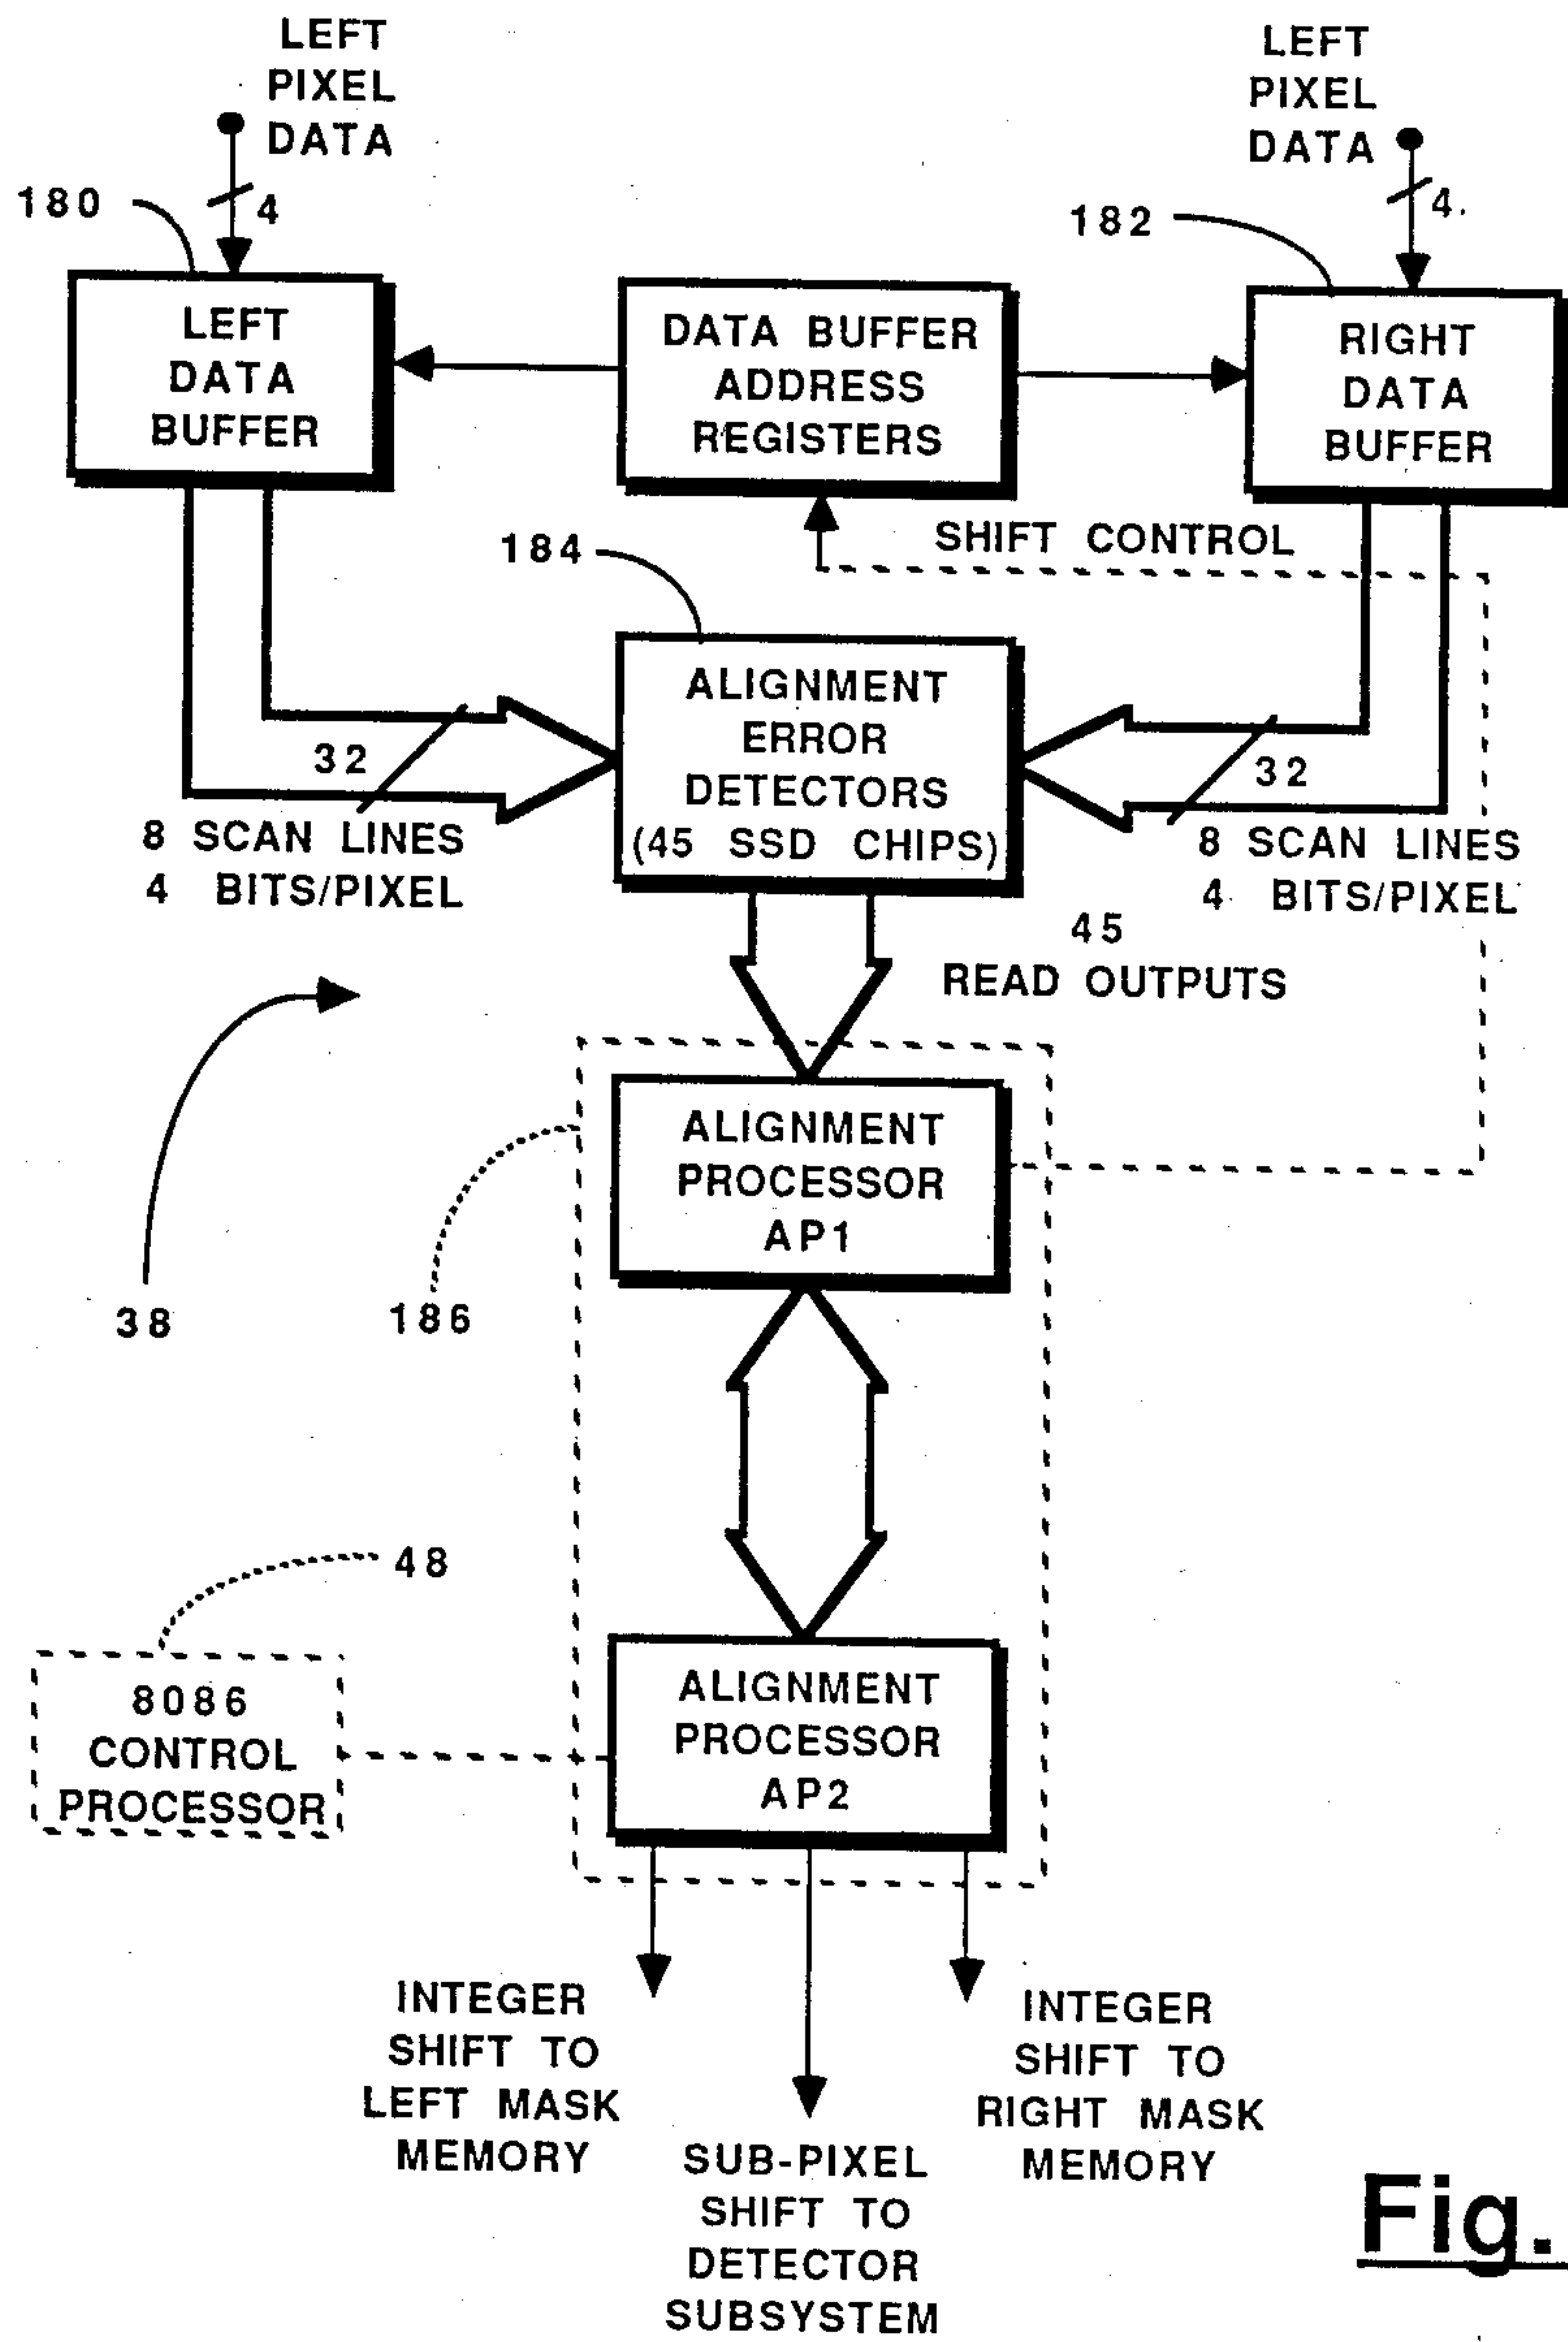 LEFT
PIXEL
DATA
4
180
LEFT
PIXEL
DATA
4
182
LEFT
DATA
BUFFER
DATA BUFFER
ADDRESS
REGISTERS
RIGHT
DATA
BUFFER
SHIFT CONTROL
184
ALIGNMENT
ERROR
DETECTORS
(45 SSD CHIPS)
32
8 SCAN LINES
4 BITS/PIXEL
32
8 SCAN LINES
4 BITS/PIXEL
45
READ OUTPUTS
38
186
ALIGNMENT
PROCESSOR
AP1
48
8086
CONTROL
PROCESSOR
ALIGNMENT
PROCESSOR
AP2
INTEGER
SHIFT TO
LEFT MASK
MEMORY
SUB-PIXEL
SHIFT TO
DETECTOR
SUBSYSTEM
INTEGER
SHIFT TO
RIGHT MASK
MEMORY
Fig.